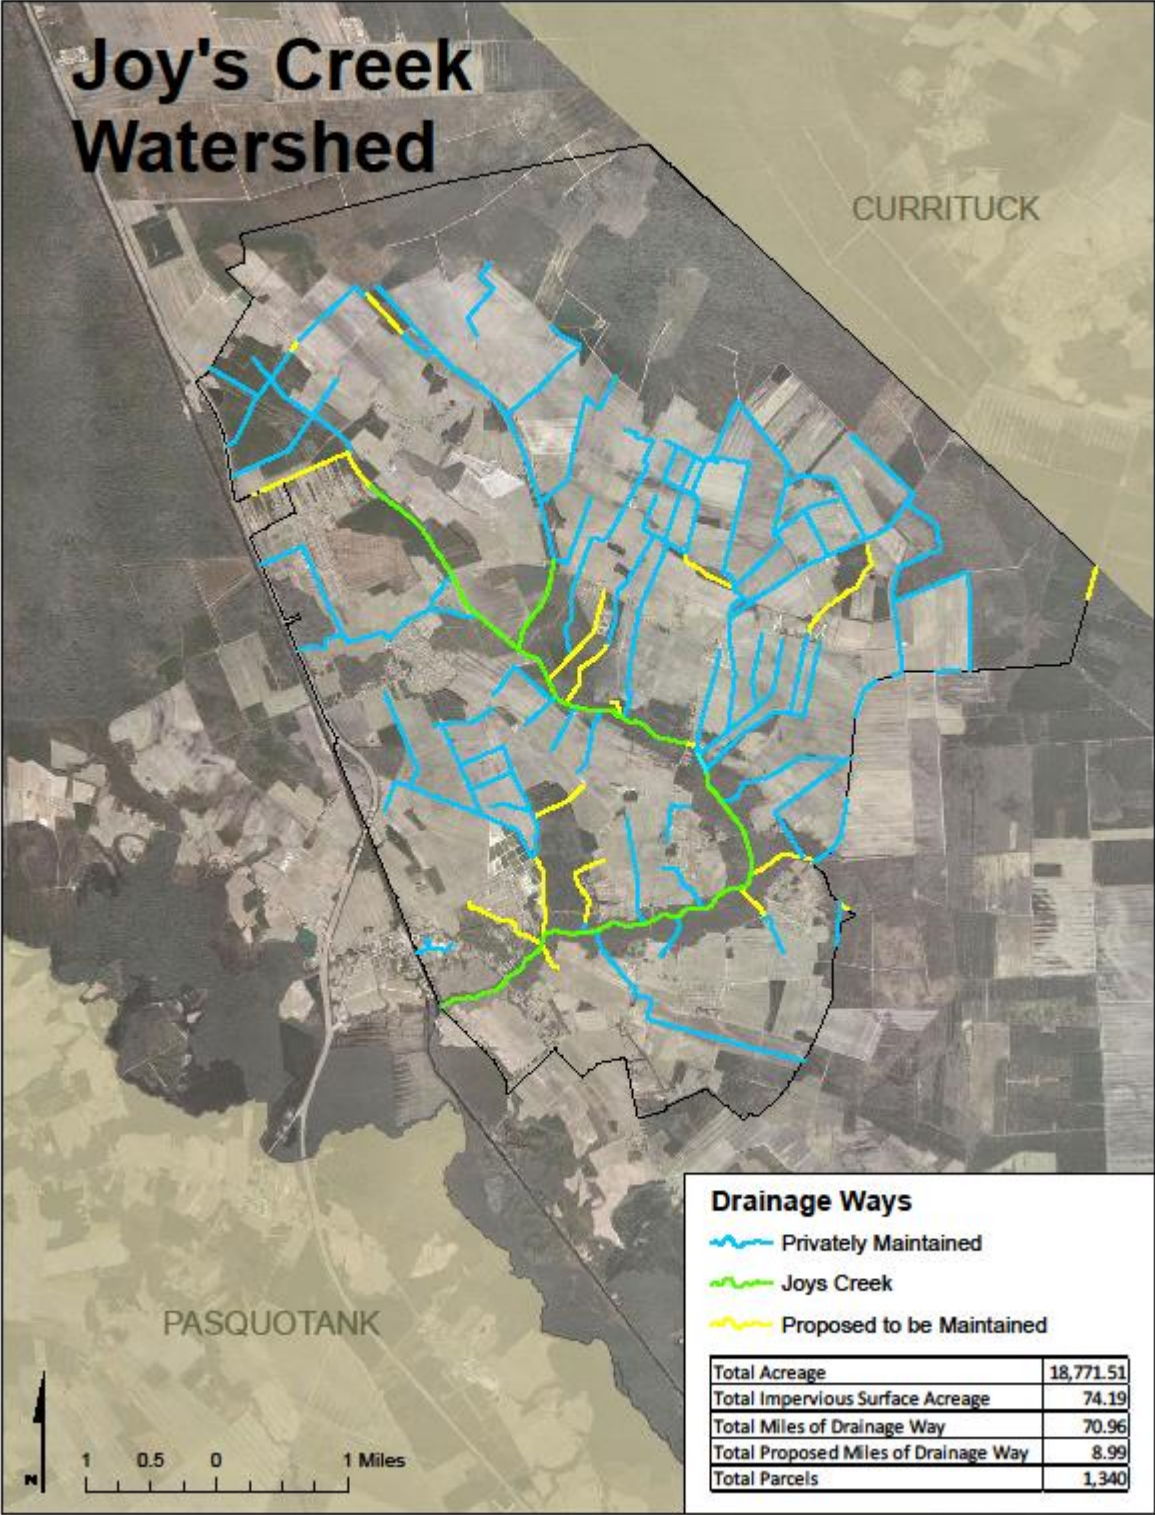 Joy's Creek
Watershed
CURRITUCK
PASQUOTANK
N
1 0.5 0 1 Miles
Drainage Ways
Privately Maintained
Joys Creek
Proposed to be Maintained
Total Acreage 18,771.51
Total Impervious Surface Acreage 74.19
Total Miles of Drainage Way 70.96
Total Proposed Miles of Drainage Way 8.99
Total Parcels 1,340